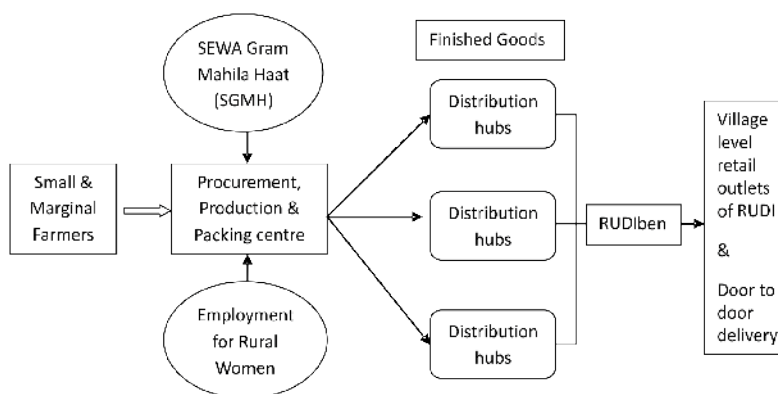 SEWA Gram
Mahila Haat
(SGMH)
Finished Goods
Small &
Marginal
Farmers
Procurement,
Production &
Packing centre
Employment
for Rural
Women
Distribution
hubs
Distribution
hubs
Distribution
hubs
RUDIben
Village
level
retail
outlets
of RUDI
&
Door to
door
delivery